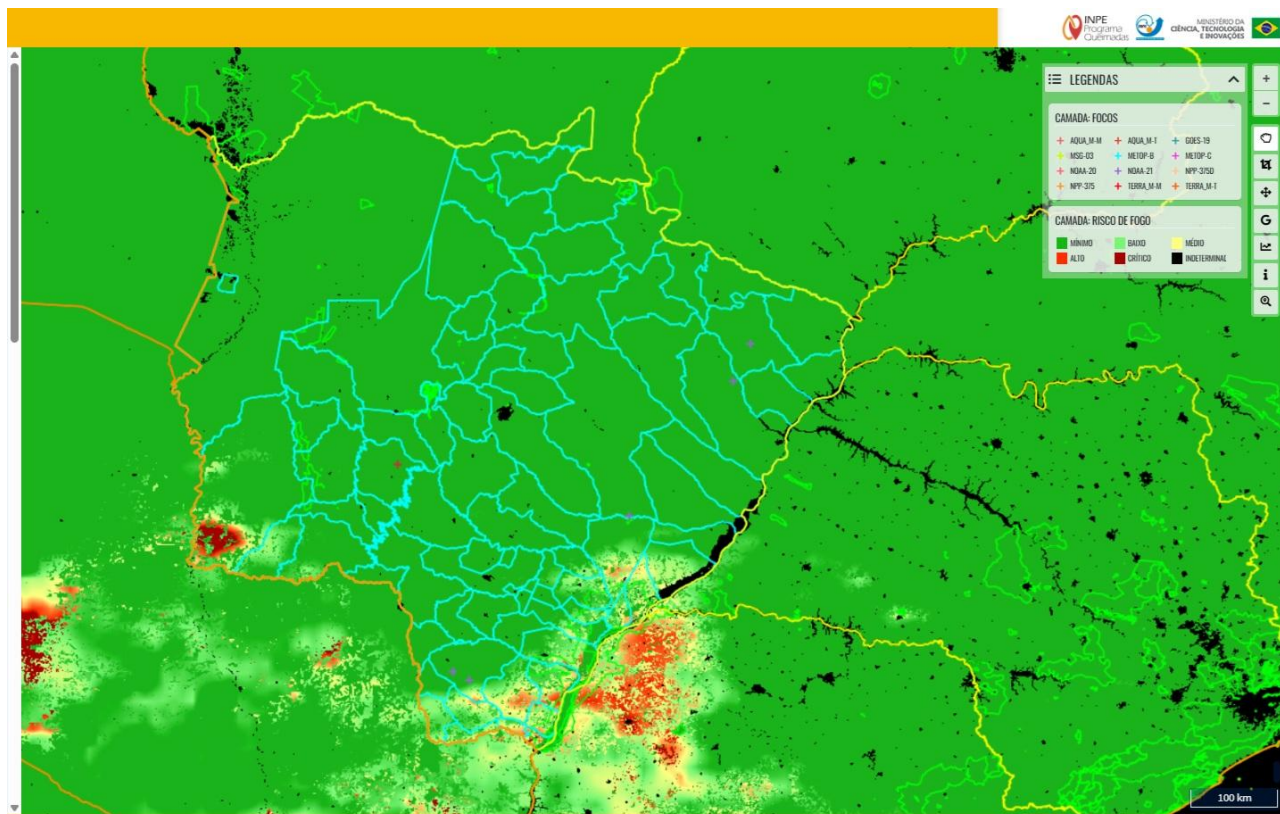 INPE
Programa
Queimadas
MINISTÉRIO DA
CIÊNCIA, TECNOLOGIA
E INOVAÇÕES
LEGENDAS
CAMADA: FOCOS
AQUA_M-M AQUA_M-T GOES-19
MSG-03 METOP-B METOP-C
NOAA-20 NOAA-21 NPP-375D
NPP-375 TERRA_M-M TERRA_M-T
CAMADA: RISCO DE FOGO
MÍNIMO BAIXO MÉDIO
ALTO CRÍTICO INDETERMINAD
G
i
100 km